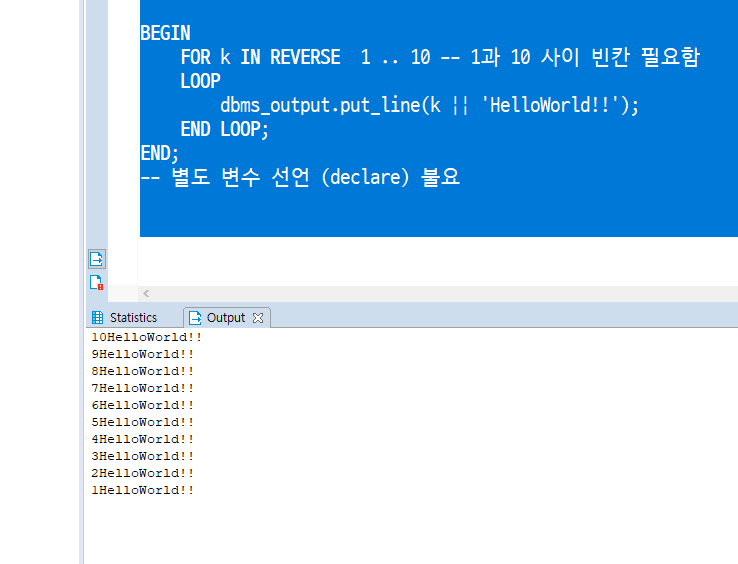 BEGIN
FOR k IN REVERSE 1 .. 10 -- 1과 10 사이 빈칸 필요함
LOOP
dbms_output.put_line(k || 'HelloWorld!!');
END LOOP;
END;
-- 별도 변수 선언 (declare) 불요
Statistics Output
10HelloWorld!!
9HelloWorld!!
8HelloWorld!!
7HelloWorld!!
6HelloWorld!!
5HelloWorld!!
4HelloWorld!!
3HelloWorld!!
2HelloWorld!!
1HelloWorld!!